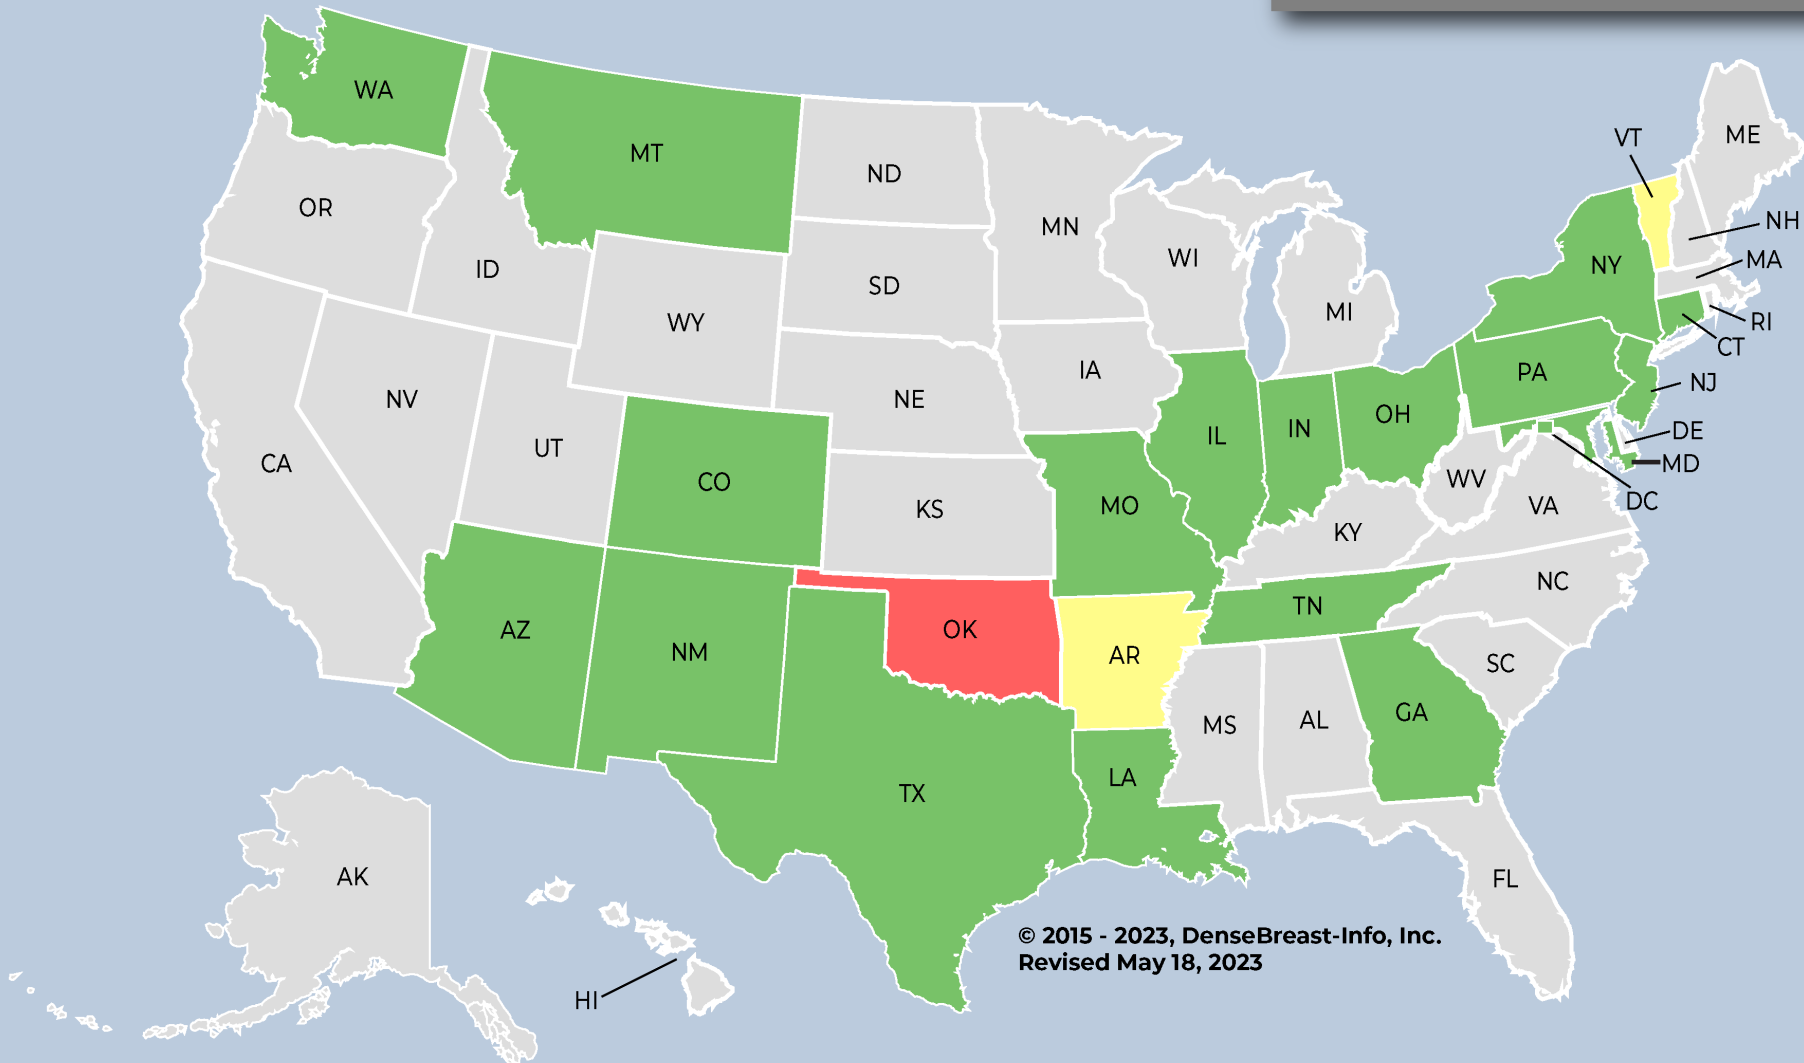 WA
MT
ND
MN
OR
ID
WY
SD
WI
MI
VT
ME
NH
NY
MA
RI
CT
NV
UT
NE
IA
PA
NJ
CA
CO
KS
MO
IL
IN
OH
DE
MD
WV
DC
VA
KY
AZ
NM
OK
AR
TN
NC
SC
TX
LA
MS
AL
GA
AK
FL
HI
© 2015 - 2023, DenseBreast-Info, Inc.
Revised May 18, 2023